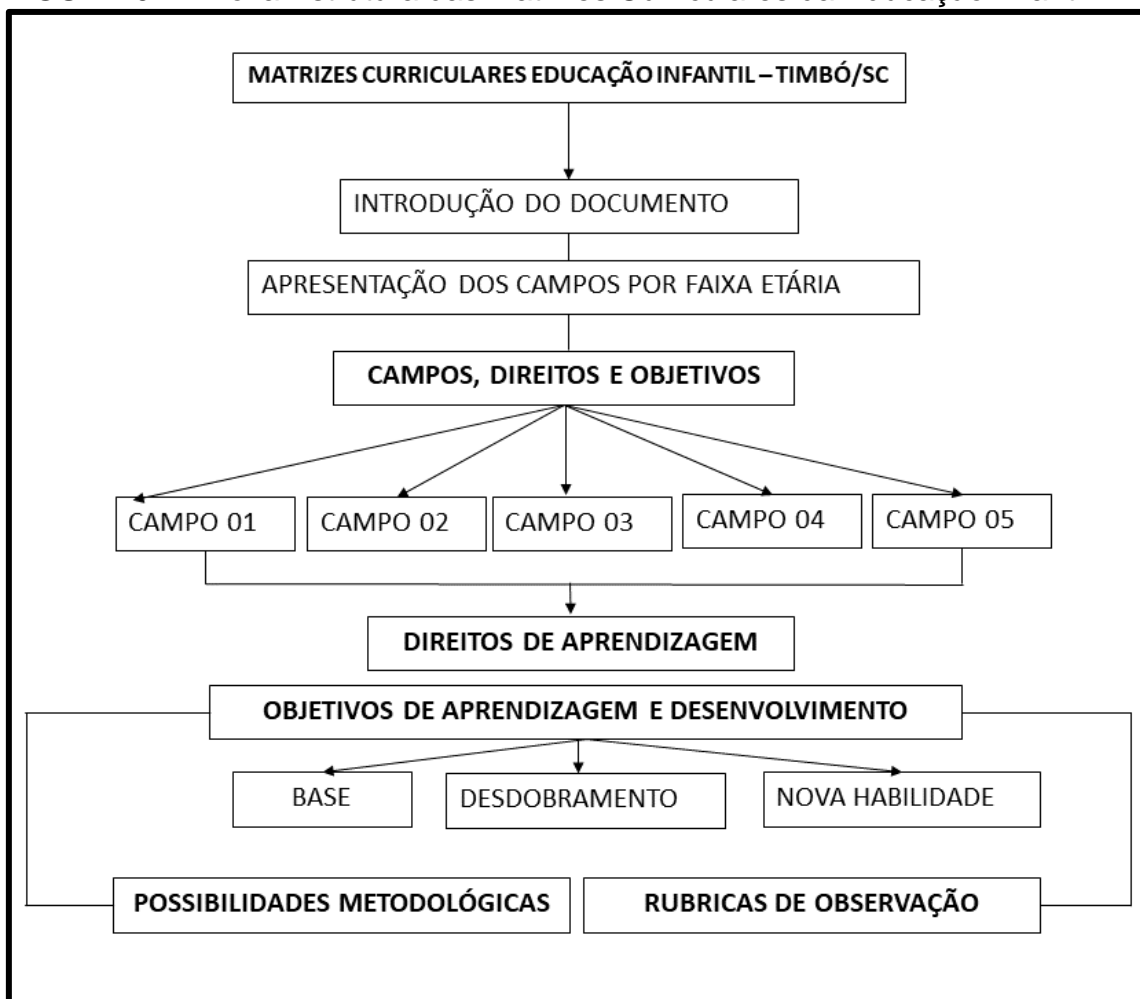 MATRIZES CURRICULARES EDUCAÇÃO INFANTIL – TIMBÓ/SC
INTRODUÇÃO DO DOCUMENTO
APRESENTAÇÃO DOS CAMPOS POR FAIXA ETÁRIA
CAMPOS, DIREITOS E OBJETIVOS
CAMPO 01
CAMPO 02
CAMPO 03
CAMPO 04
CAMPO 05
DIREITOS DE APRENDIZAGEM
OBJETIVOS DE APRENDIZAGEM E DESENVOLVIMENTO
BASE
DESDOBRAMENTO
NOVA HABILIDADE
POSSIBILIDADES METODOLÓGICAS
RUBRICAS DE OBSERVAÇÃO